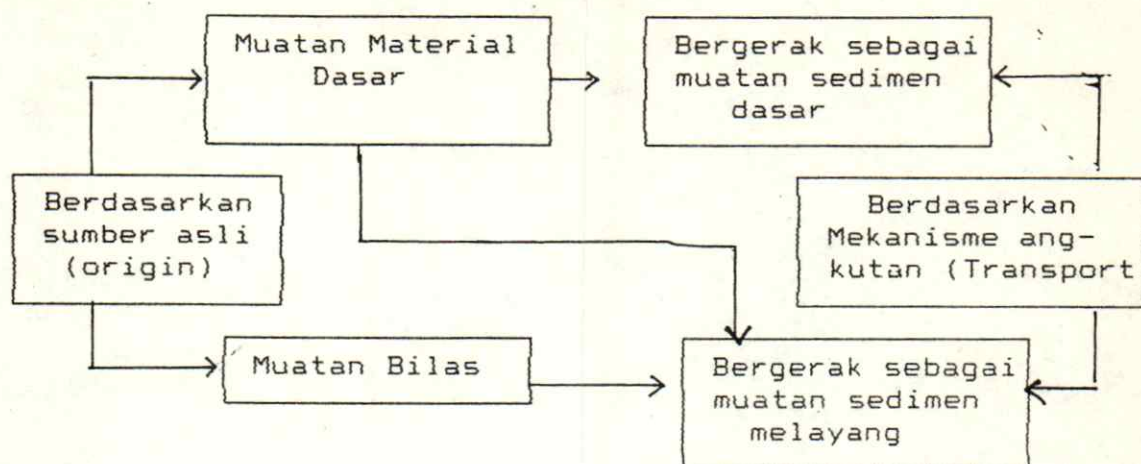 Muatan Material
Dasar
Bergerak sebagai
muatan sedimen
dasar
Berdasarkan
sumber asli
(origin)
Berdasarkan
Mekanisme ang-
kutan (Transport
Muatan Bilas
Bergerak sebagai
muatan sedimen
melayang